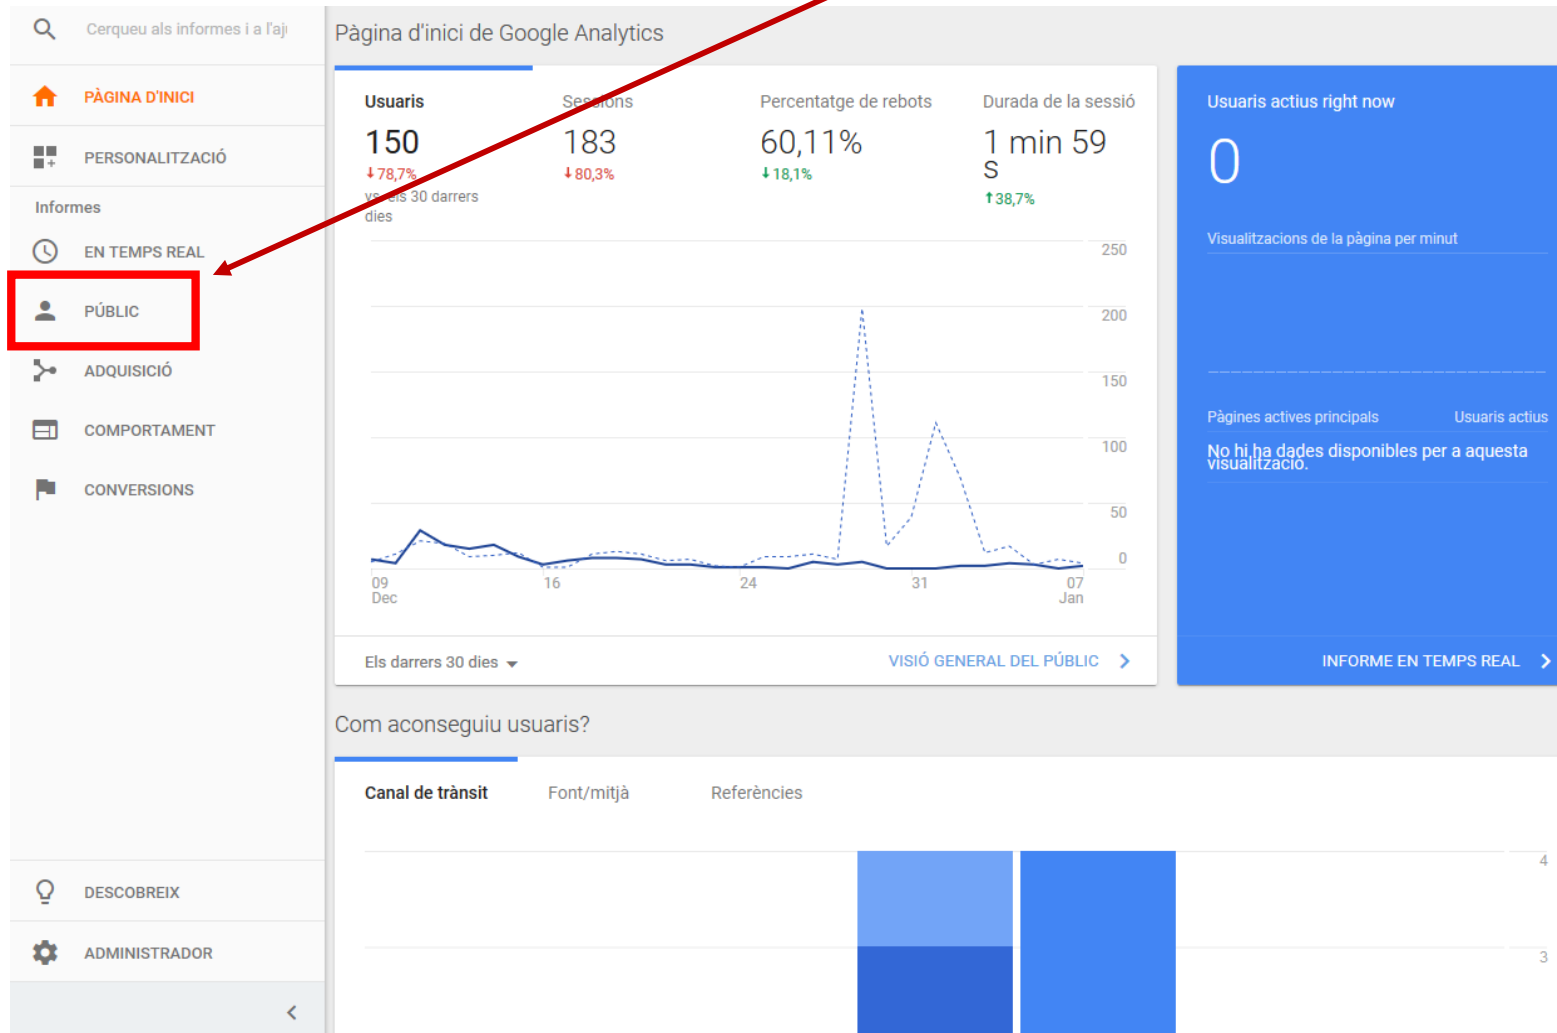 Cerqueu als informes i a l'aj
PÀGINA D'INICI
PERSONALITZACIÓ
Informes
EN TEMPS REAL
PÚBLIC
ADQUISICIÓ
COMPORTAMENT
CONVERSIONS
DESCOBREIX
ADMINISTRADOR
Pàgina d'inici de Google Analytics
Usuaris
150
78,7%
vs. els 30 darrers
dies
Sessions
183
80,3%
Percentatge de rebots
60,11%
18,1%
Durada de la sessió
1 min 59
s
38,7%
250
200
150
100
50
0
09
Dec
16
24
31
07
Jan
Els darrers 30 dies
VISIÓ GENERAL DEL PÚBLIC
Usuaris actius right now
0
Visualitzacions de la pàgina per minut
Pàgines actives principals Usuaris actius
No hi ha dades disponibles per a aquesta
visualització.
INFORME EN TEMPS REAL
Com aconseguiu usuaris?
Canal de trànsit Font/mitjà Referències
4
3